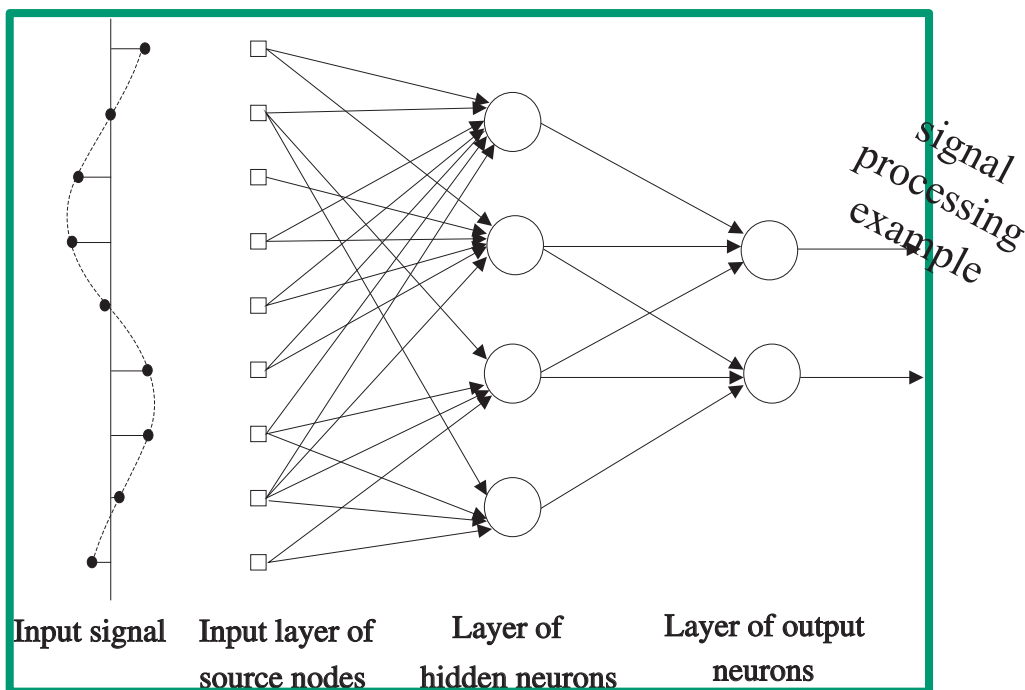 signal
processing
example
Input signal
Input layer of
source nodes
Layer of
hidden neurons
Layer of output
neurons